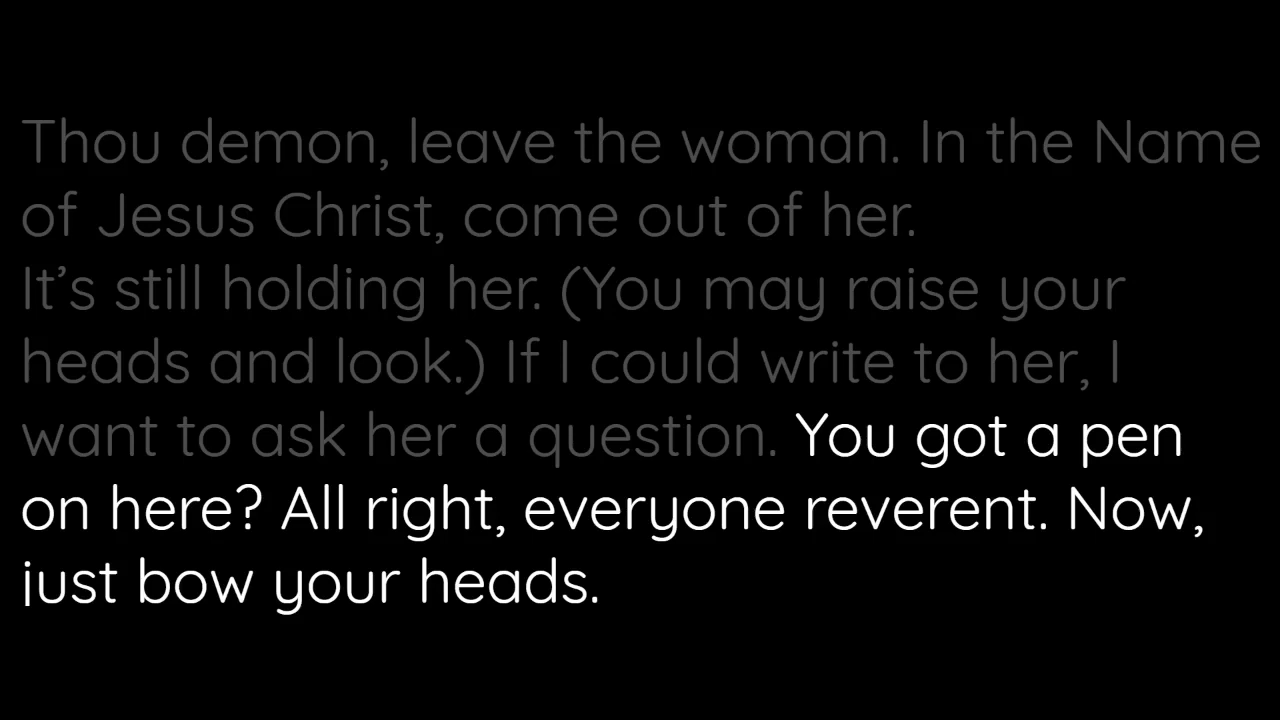 Thou demon, leave the woman. In the Name
of Jesus Christ, come out of her.
It’s still holding her. (You may raise your
heads and look.) If I could write to her, I
want to ask her a question. You got a pen
on here? All right, everyone reverent. Now,
just bow your heads.